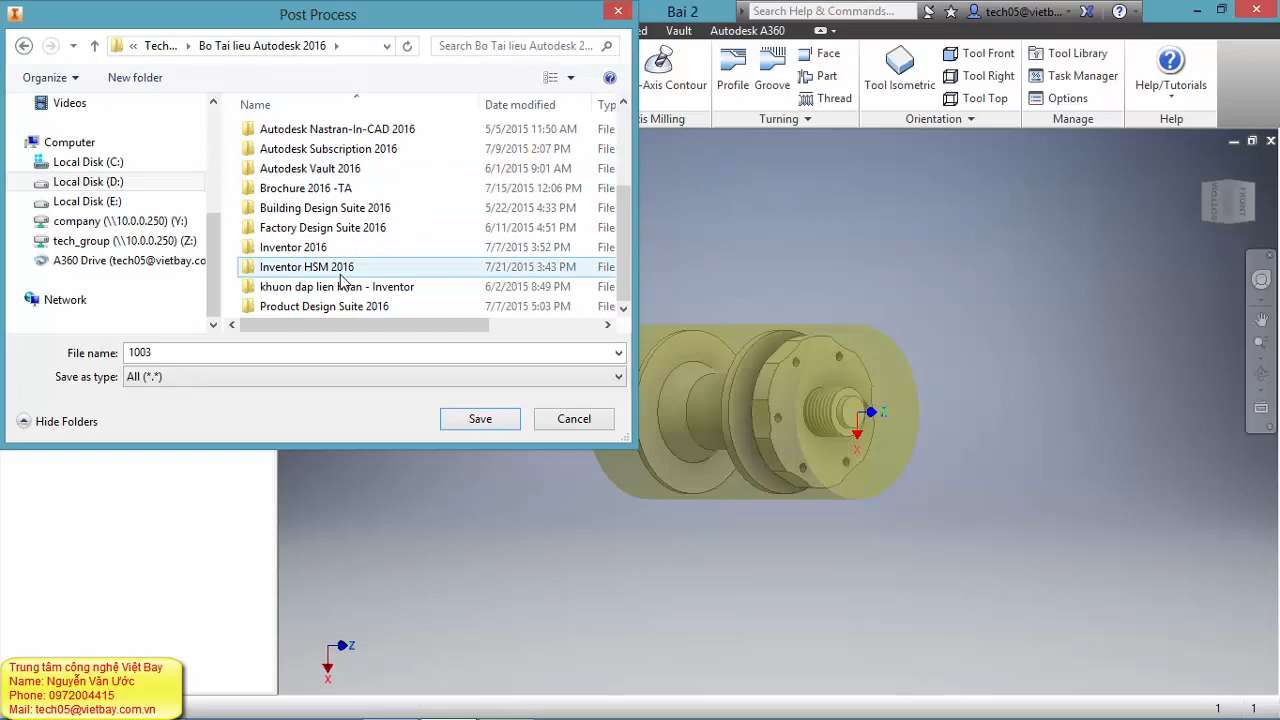 Post Process
Bai 2
Search Help & Commands...
tech05@vietb...
Tech...
Bo Tai lieu Autodesk 2016
Search Bo Tai lieu Autodesk 2...
Vault
Autodesk A360
Organize
New folder
-Axis Contour
Profile
Groove
Face
Part
Thread
Tool Isometric
Tool Front
Tool Right
Tool Top
Tool Library
Task Manager
Options
Help/Tutorials
Turning
Orientation
Manage
Help
Videos
Computer
Local Disk (C:)
Local Disk (D:)
Local Disk (E:)
company (\\10.0.0.250) (Y:)
tech_group (\\10.0.0.250) (Z:)
A360 Drive (tech05@vietbay.co
Network
Name
Date modified
Typ
Autodesk Nastran-In-CAD 2016
5/5/2015 11:50 AM
File
Autodesk Subscription 2016
7/9/2015 2:07 PM
File
Autodesk Vault 2016
6/1/2015 9:01 AM
File
Brochure 2016 -TA
7/15/2015 12:06 PM
File
Building Design Suite 2016
5/22/2015 4:33 PM
File
Factory Design Suite 2016
6/11/2015 4:51 PM
File
Inventor 2016
7/7/2015 3:52 PM
File
Inventor HSM 2016
7/21/2015 3:43 PM
File
khuon dap lien hoan - Inventor
6/2/2015 8:49 PM
File
Product Design Suite 2016
7/7/2015 5:03 PM
File
File name:
1003
Save as type:
All (*.*)
Hide Folders
Save
Cancel
FRONT
Z
X
Z
X
Trung tâm công nghệ Việt Bay
Name: Nguyễn Văn Ước
Phone: 0972004415
Mail: tech05@vietbay.com.vn
1
1